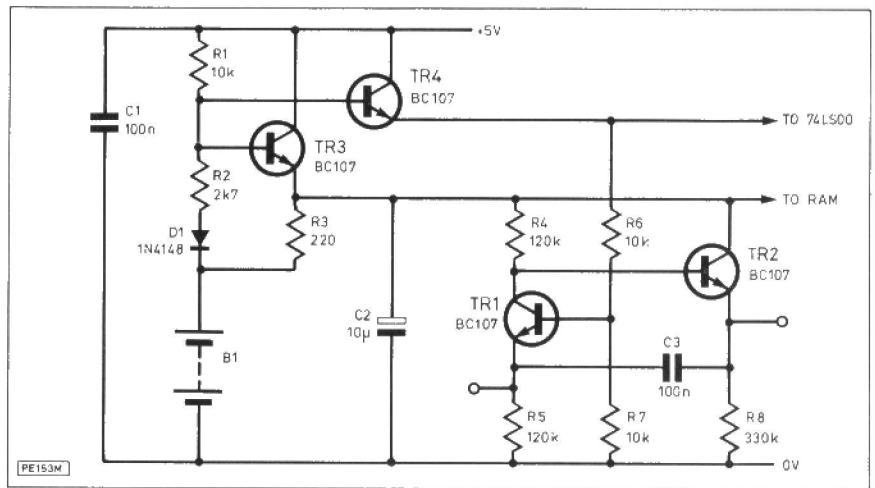 +5V
R1
10k
TR4
BC107
C1
100n
TO 74LS00
TR3
BC107
R2
2k7
TO RAM
D1
1N4148
R3
220
R4
120k
R6
10k
TR2
BC107
TR1
BC107
C2
10µ
C3
100n
B1
R5
120k
R7
10k
R8
330k
PE153M
0V